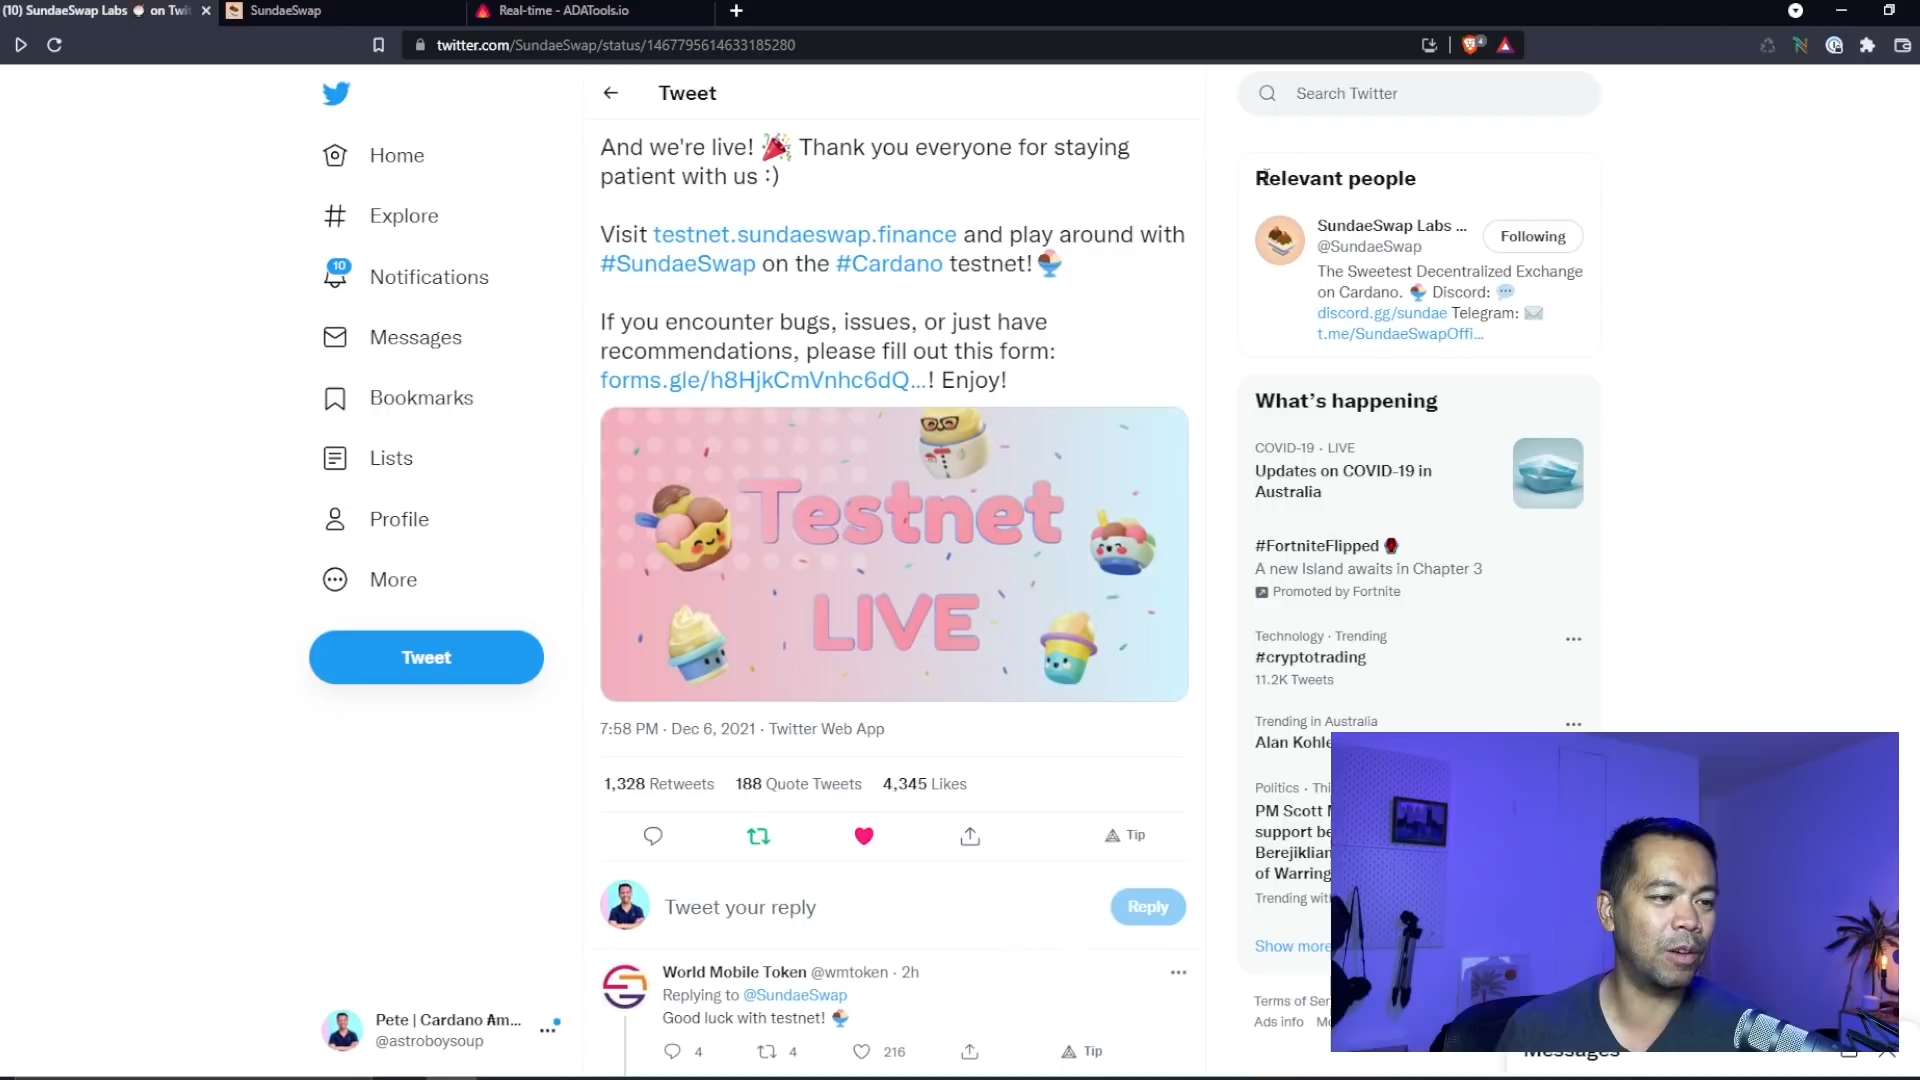 (10) SundaeSwap Labs 🍨 on Twi
SundaeSwap
Real-time - ADATools.io
twitter.com/SundaeSwap/status/1467795614633185280
4
Home
Explore
10
Notifications
Messages
Bookmarks
Lists
Profile
More
Tweet
Pete | Cardano ₳m...
@astroboysoup
Tweet
And we're live! 🎉 Thank you everyone for staying
patient with us :)
Visit testnet.sundaeswap.finance and play around with
#SundaeSwap on the #Cardano testnet!🍨
If you encounter bugs, issues, or just have
recommendations, please fill out this form:
forms.gle/h8HjkCmVnhc6dQ…! Enjoy!
Testnet
LIVE
7:58 PM · Dec 6, 2021 · Twitter Web App
1,328 Retweets 188 Quote Tweets 4,345 Likes
Tip
Tweet your reply
Reply
World Mobile Token @wmtoken · 2h
Replying to @SundaeSwap
Good luck with testnet! 🍨
4 4 216 Tip
Search Twitter
Relevant people
SundaeSwap Labs ...
@SundaeSwap
Following
The Sweetest Decentralized Exchange
on Cardano. 🍨 Discord: 💬
discord.gg/sundae Telegram: ✉️
t.me/SundaeSwapOffi…
What's happening
COVID-19 · LIVE
Updates on COVID-19 in
Australia
#FortniteFlipped
A new Island awaits in Chapter 3
Promoted by Fortnite
Technology · Trending
#cryptotrading
11.2K Tweets
Trending in Australia
Alan Kohle
Politics · Thi
PM Scott M
support be
Berejiklian
of Warring
Trending wit
Show more
Terms of Ser
Ads info Mo
Messages